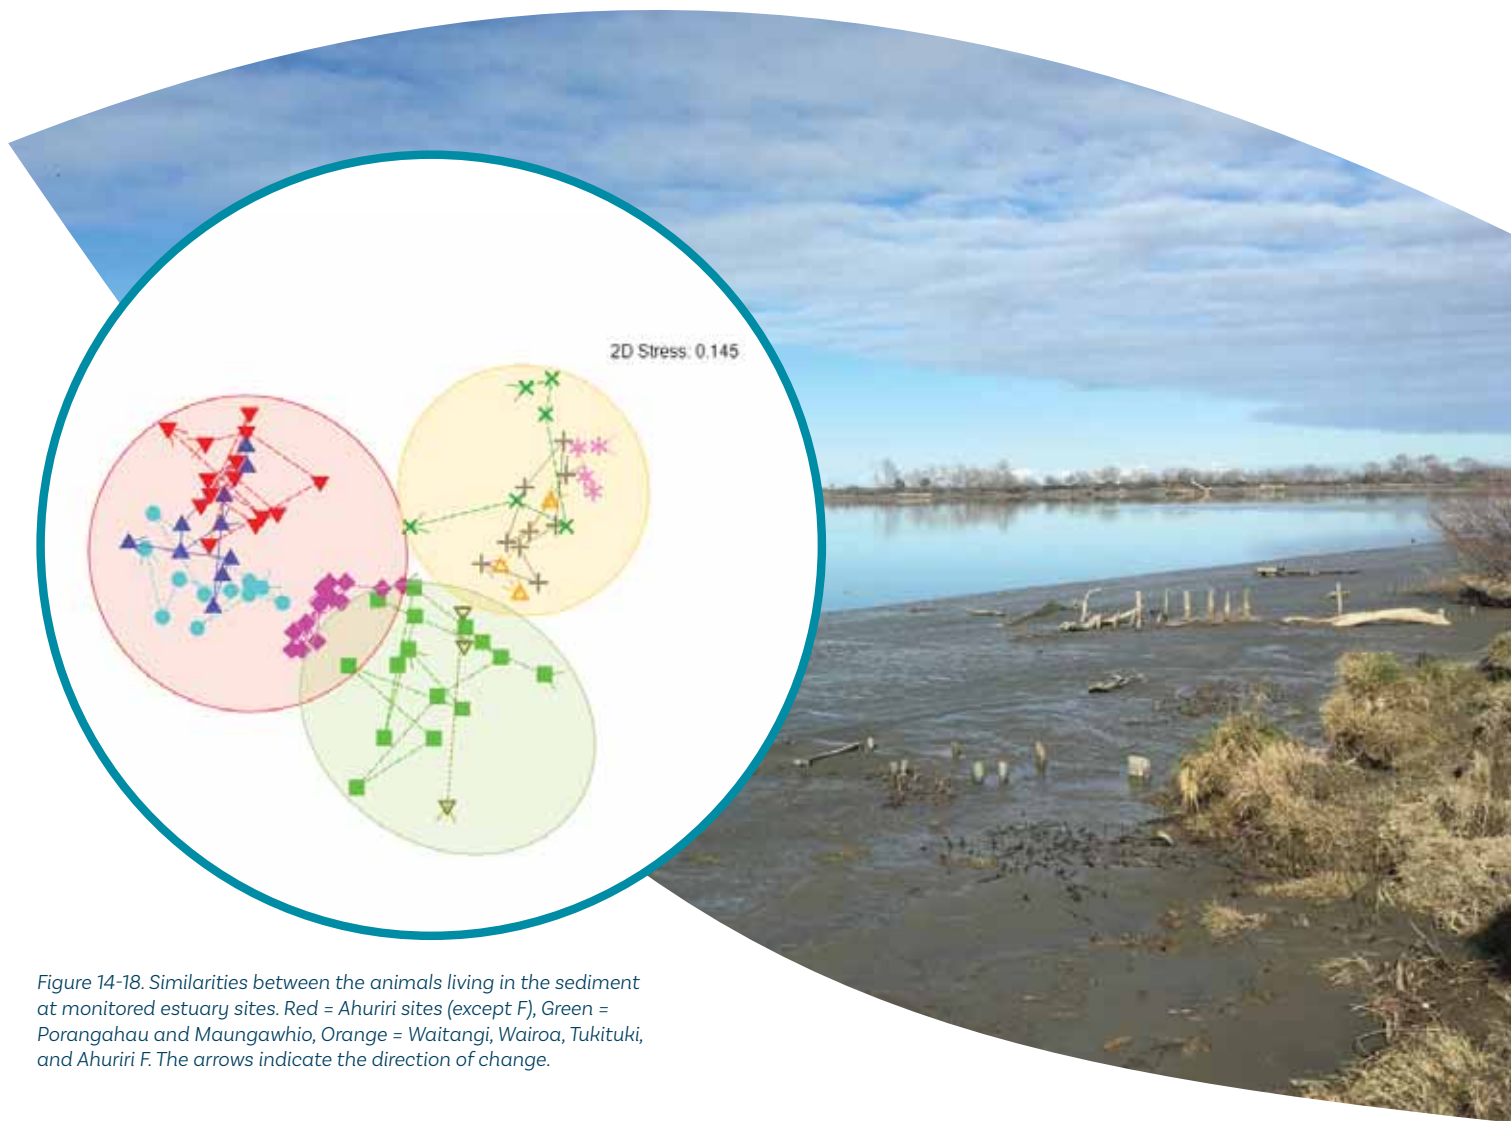 2D Stress: 0.145
Figure 14-18. Similarities between the animals living in the sediment
at monitored estuary sites. Red = Ahuriri sites (except F), Green =
Porangahau and Maungawhio, Orange = Waitangi, Wairoa, Tukituki,
and Ahuriri F. The arrows indicate the direction of change.